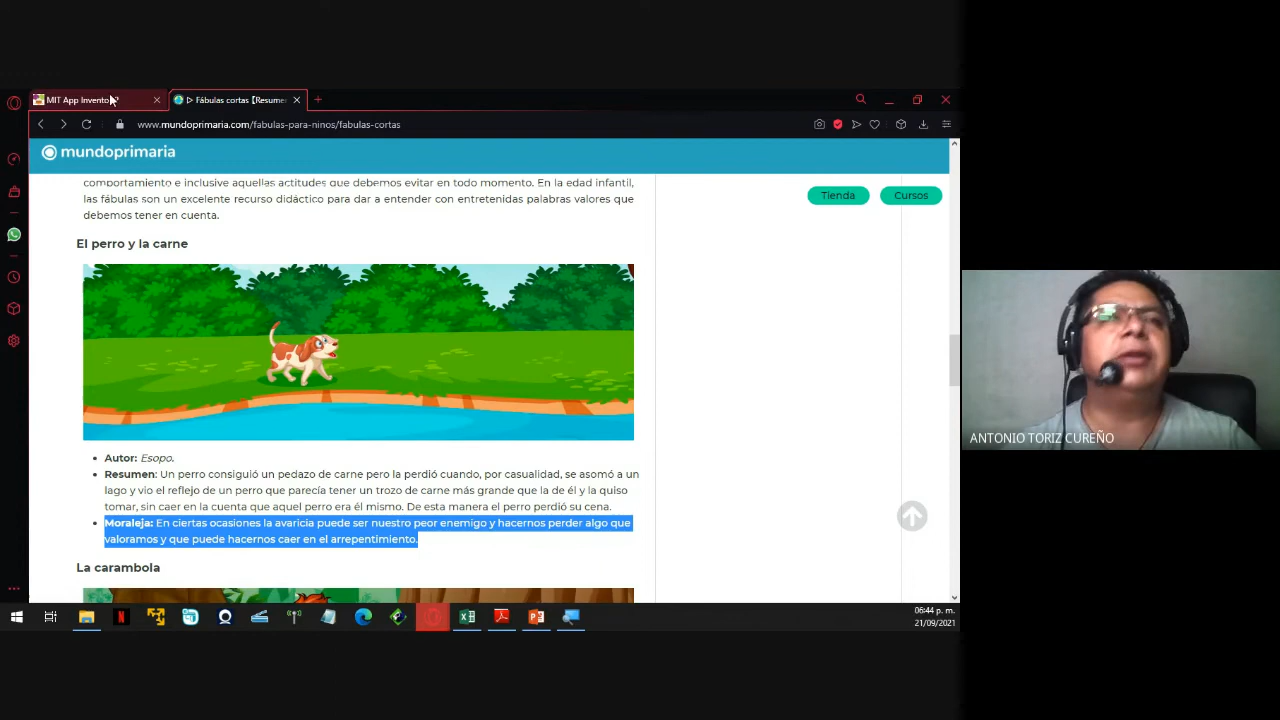 MIT App Invento
▷ Fábulas cortas【Resume
www.mundoprimaria.com/fabulas-para-ninos/fabulas-cortas
mundoprimaria
Tienda
Cursos
comportamiento e inclusive aquellas actitudes que debemos evitar en todo momento. En la edad infantil,
las fábulas son un excelente recurso didáctico para dar a entender con entretenidas palabras valores que
debemos tener en cuenta.
El perro y la carne
Autor: Esopo.
Resumen: Un perro consiguió un pedazo de carne pero la perdió cuando, por casualidad, se asomó a un
lago y vio el reflejo de un perro que parecía tener un trozo de carne más grande que la de él y la quiso
tomar, sin caer en la cuenta que aquel perro era él mismo. De esta manera el perro perdió su cena.
Moraleja: En ciertas ocasiones la avaricia puede ser nuestro peor enemigo y hacernos perder algo que
valoramos y que puede hacernos caer en el arrepentimiento.
La carambola
06:44 p. m.
21/09/2021
ANTONIO TORIZ CUREÑO